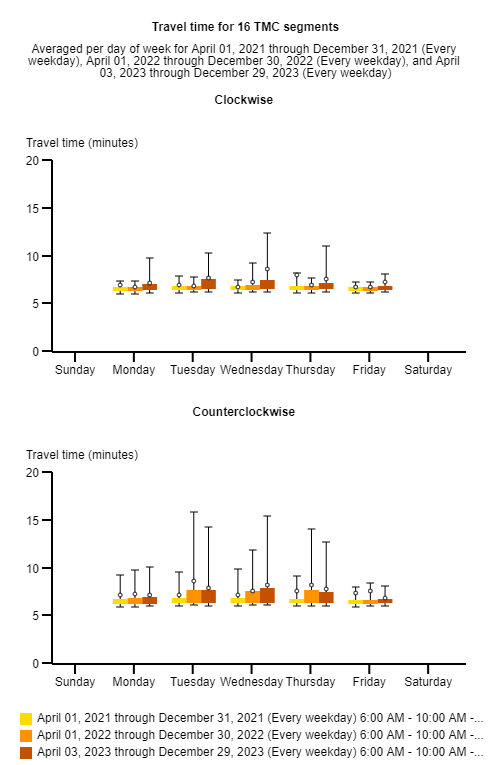 Travel time for 16 TMC segments
Averaged per day of week for April 01, 2021 through December 31, 2021 (Every
weekday), April 01, 2022 through December 30, 2022 (Every weekday), and April
03, 2023 through December 29, 2023 (Every weekday)
Clockwise
Travel time (minutes)
20
15
10
5
0
Sunday Monday Tuesday Wednesday Thursday Friday Saturday
Counterclockwise
Travel time (minutes)
20
15
10
5
0
Sunday Monday Tuesday Wednesday Thursday Friday Saturday
April 01, 2021 through December 31, 2021 (Every weekday) 6:00 AM - 10:00 AM -...
April 01, 2022 through December 30, 2022 (Every weekday) 6:00 AM - 10:00 AM -...
April 03, 2023 through December 29, 2023 (Every weekday) 6:00 AM - 10:00 AM -...